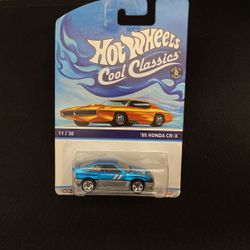 Hot Wheels
Cool Classics
11/30
'85 HONDA CR-X